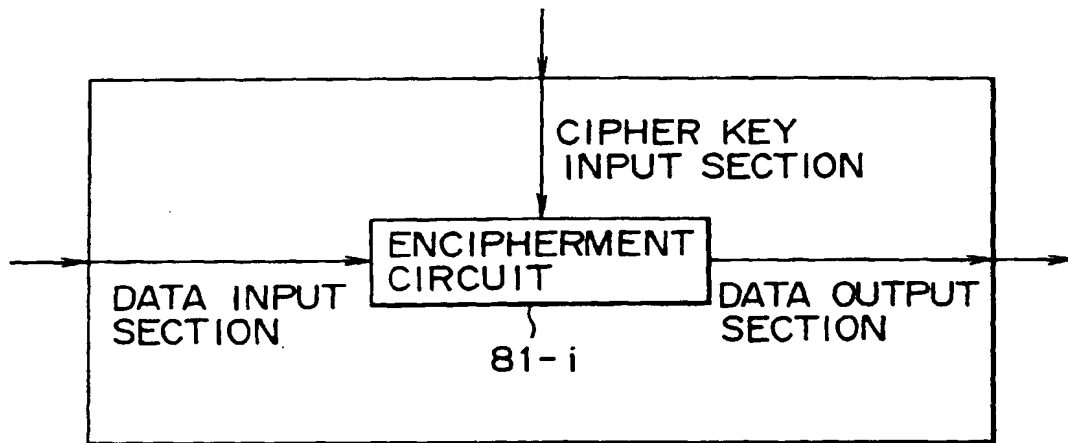 CIPHER KEY
INPUT SECTION
ENCIPHERMENT
CIRCUIT
DATA INPUT
SECTION
DATA OUTPUT
SECTION
81-i